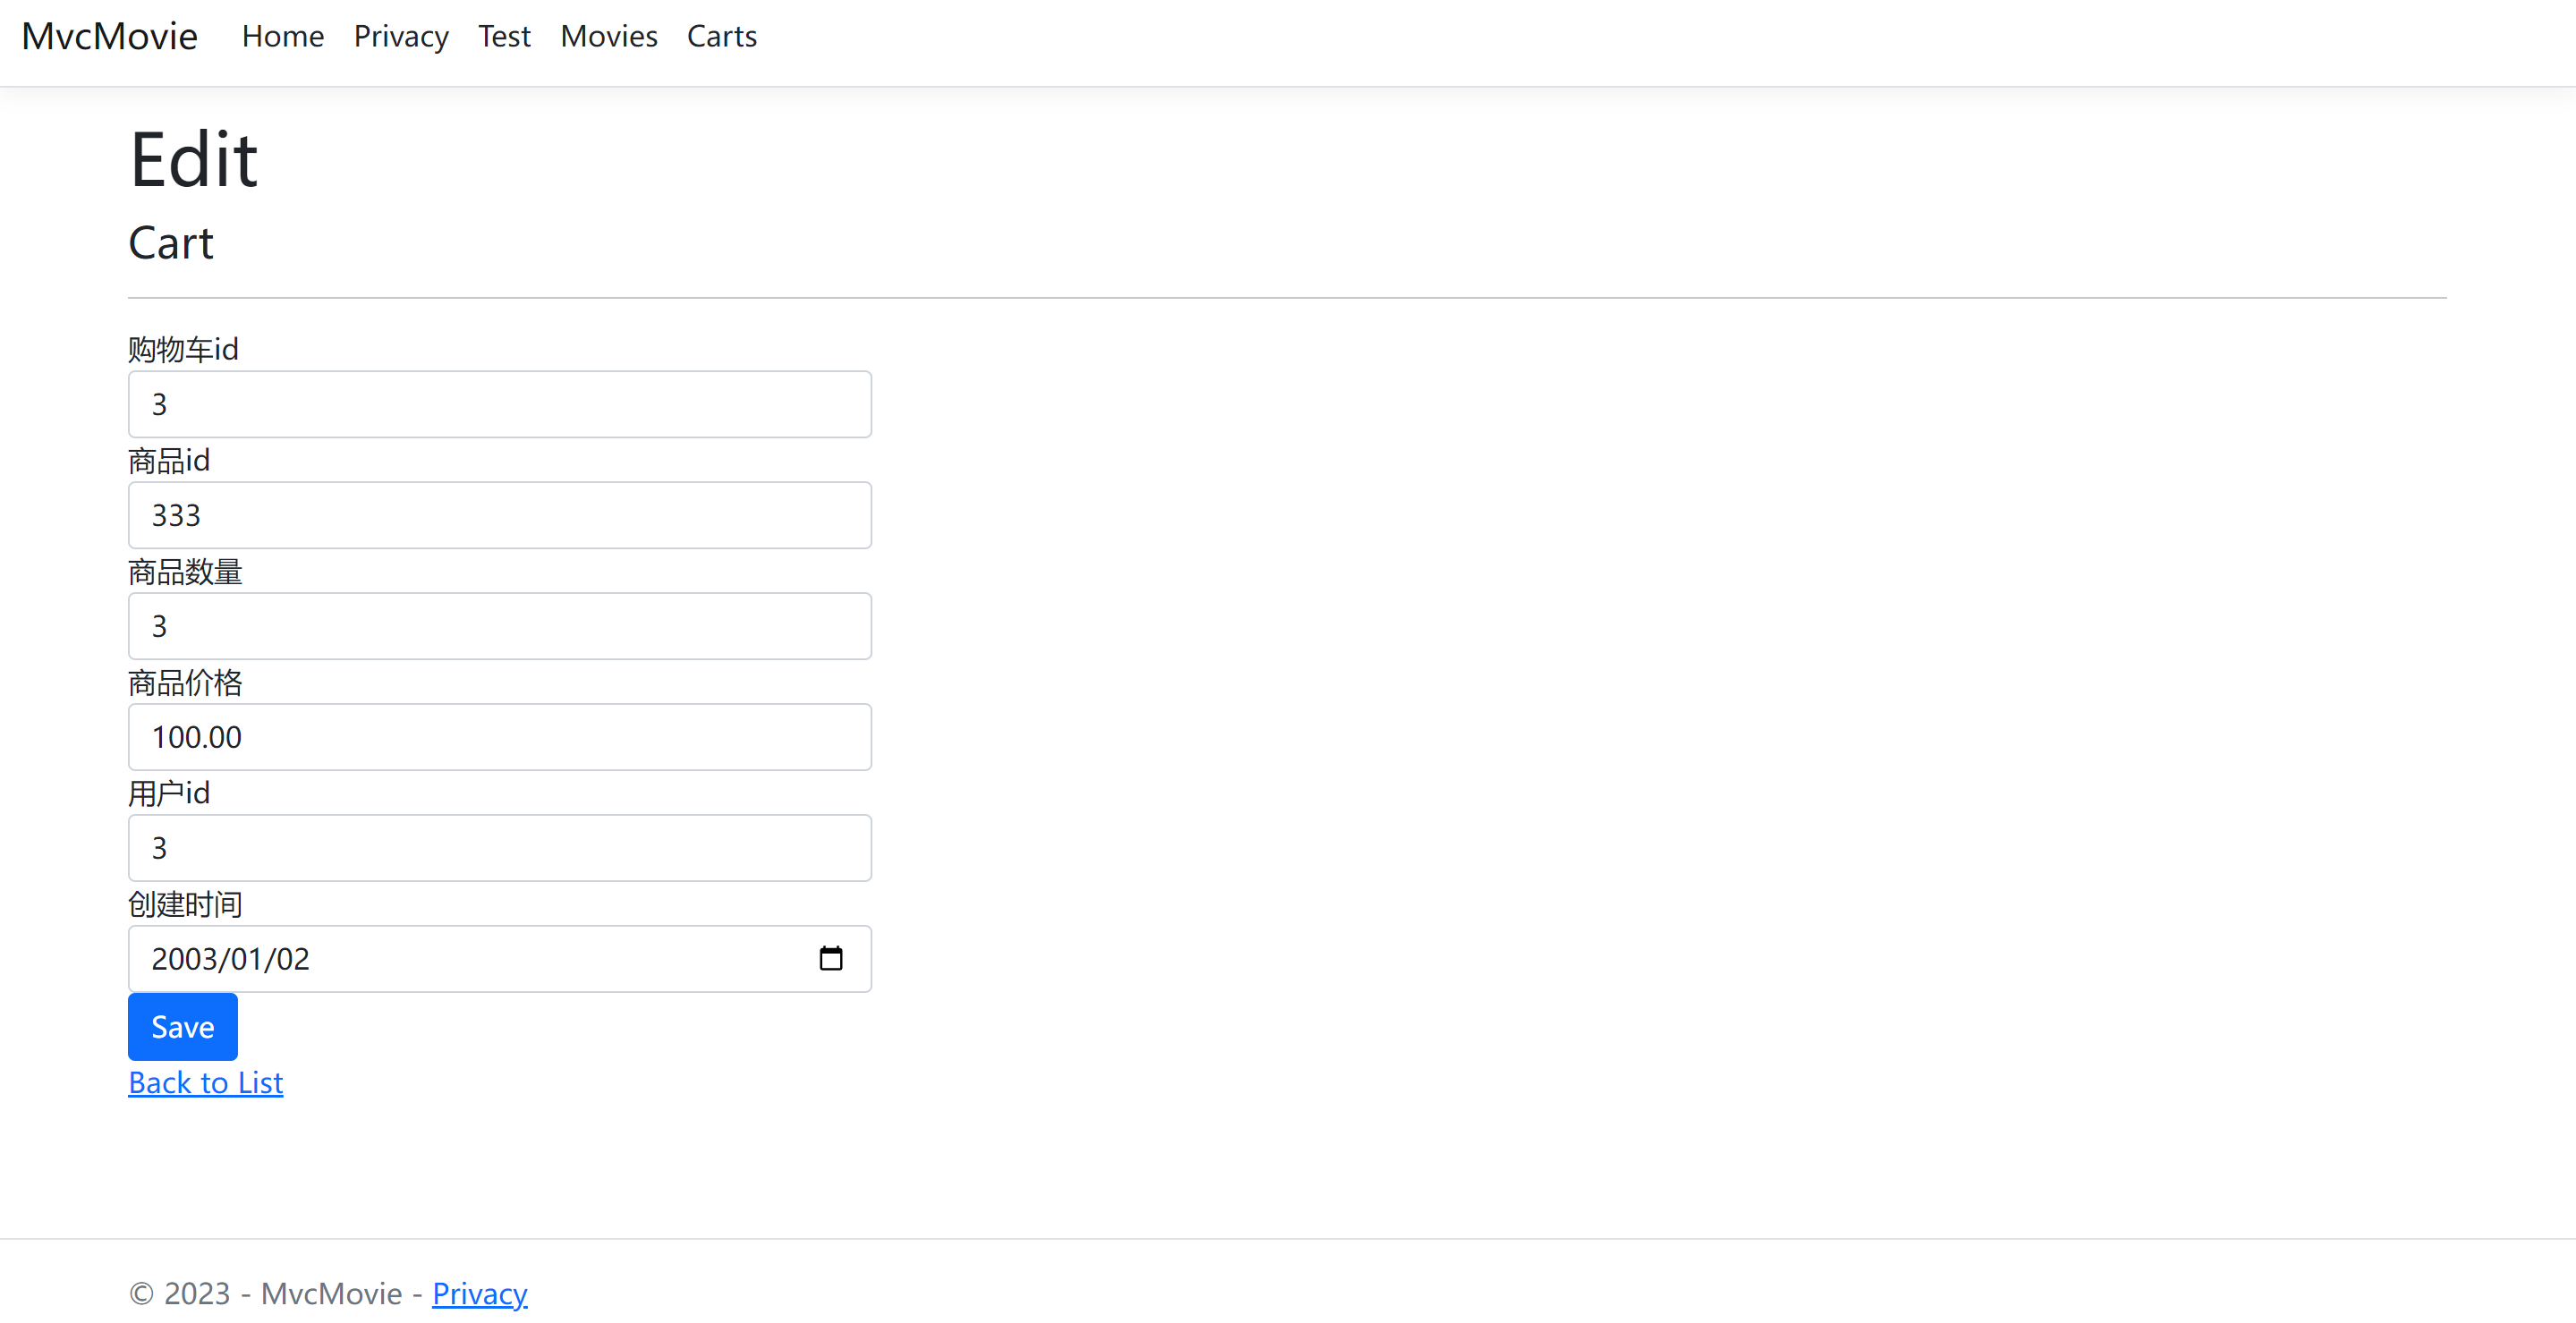 MvcMovie Home Privacy Test Movies Carts
Edit
Cart
购物车id
3
商品id
333
商品数量
3
商品价格
100.00
用户id
3
创建时间
2003/01/02
Save
Back to List
© 2023 - MvcMovie - Privacy